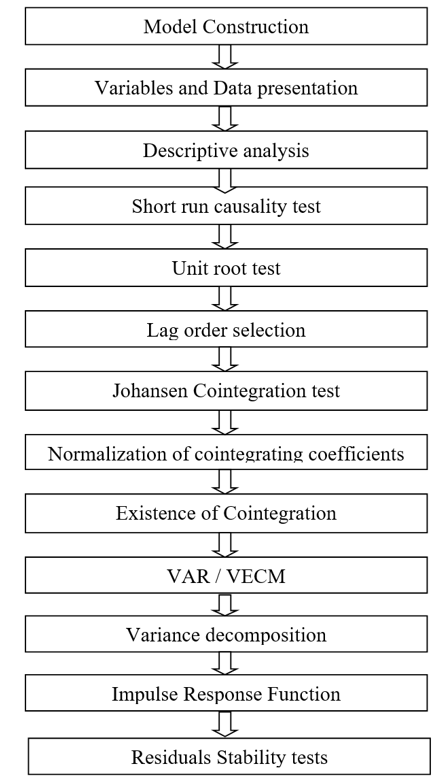 Model Construction
Variables and Data presentation
Descriptive analysis
Short run causality test
Unit root test
Lag order selection
Johansen Cointegration test
Normalization of cointegrating coefficients
Existence of Cointegration
VAR / VECM
Variance decomposition
Impulse Response Function
Residuals Stability tests